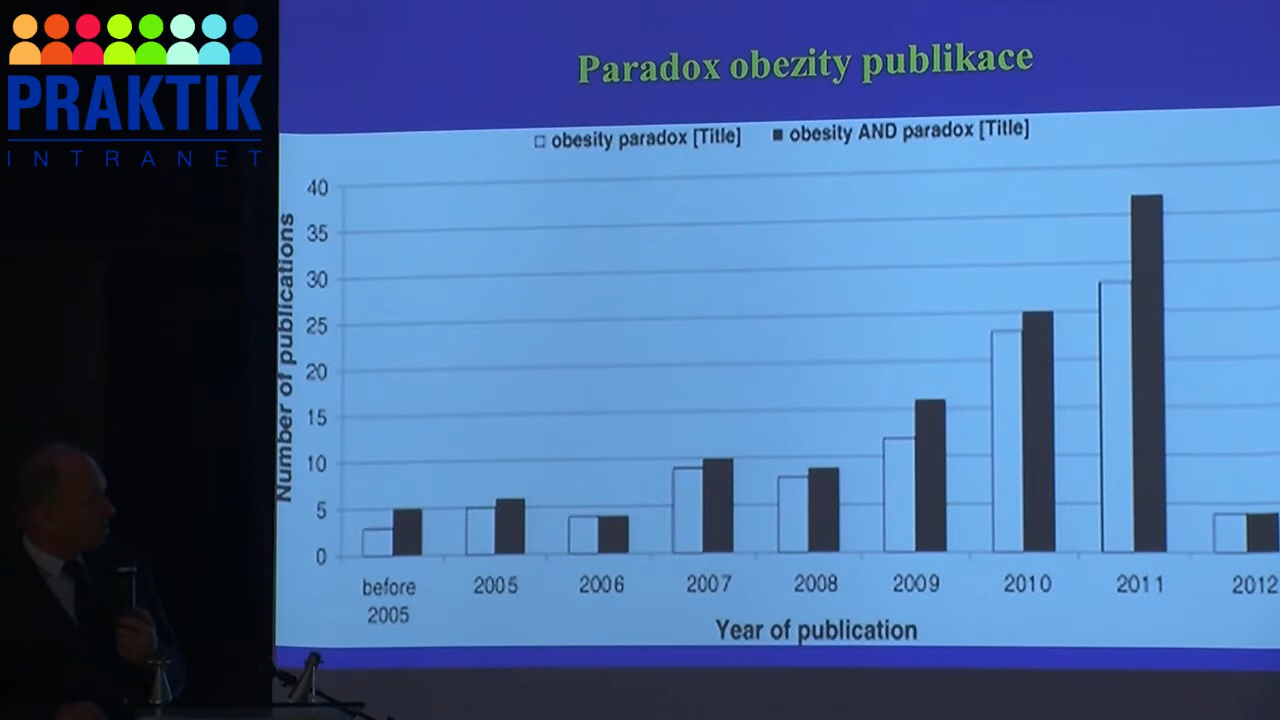 PRAKTIK
INTRANET
Paradox obezity publikace
obesity paradox [Title]
obesity AND paradox [Title]
Number of publications
40
35
30
25
20
15
10
5
0
before 2005
2005
2006
2007
2008
2009
2010
2011
2012
Year of publication